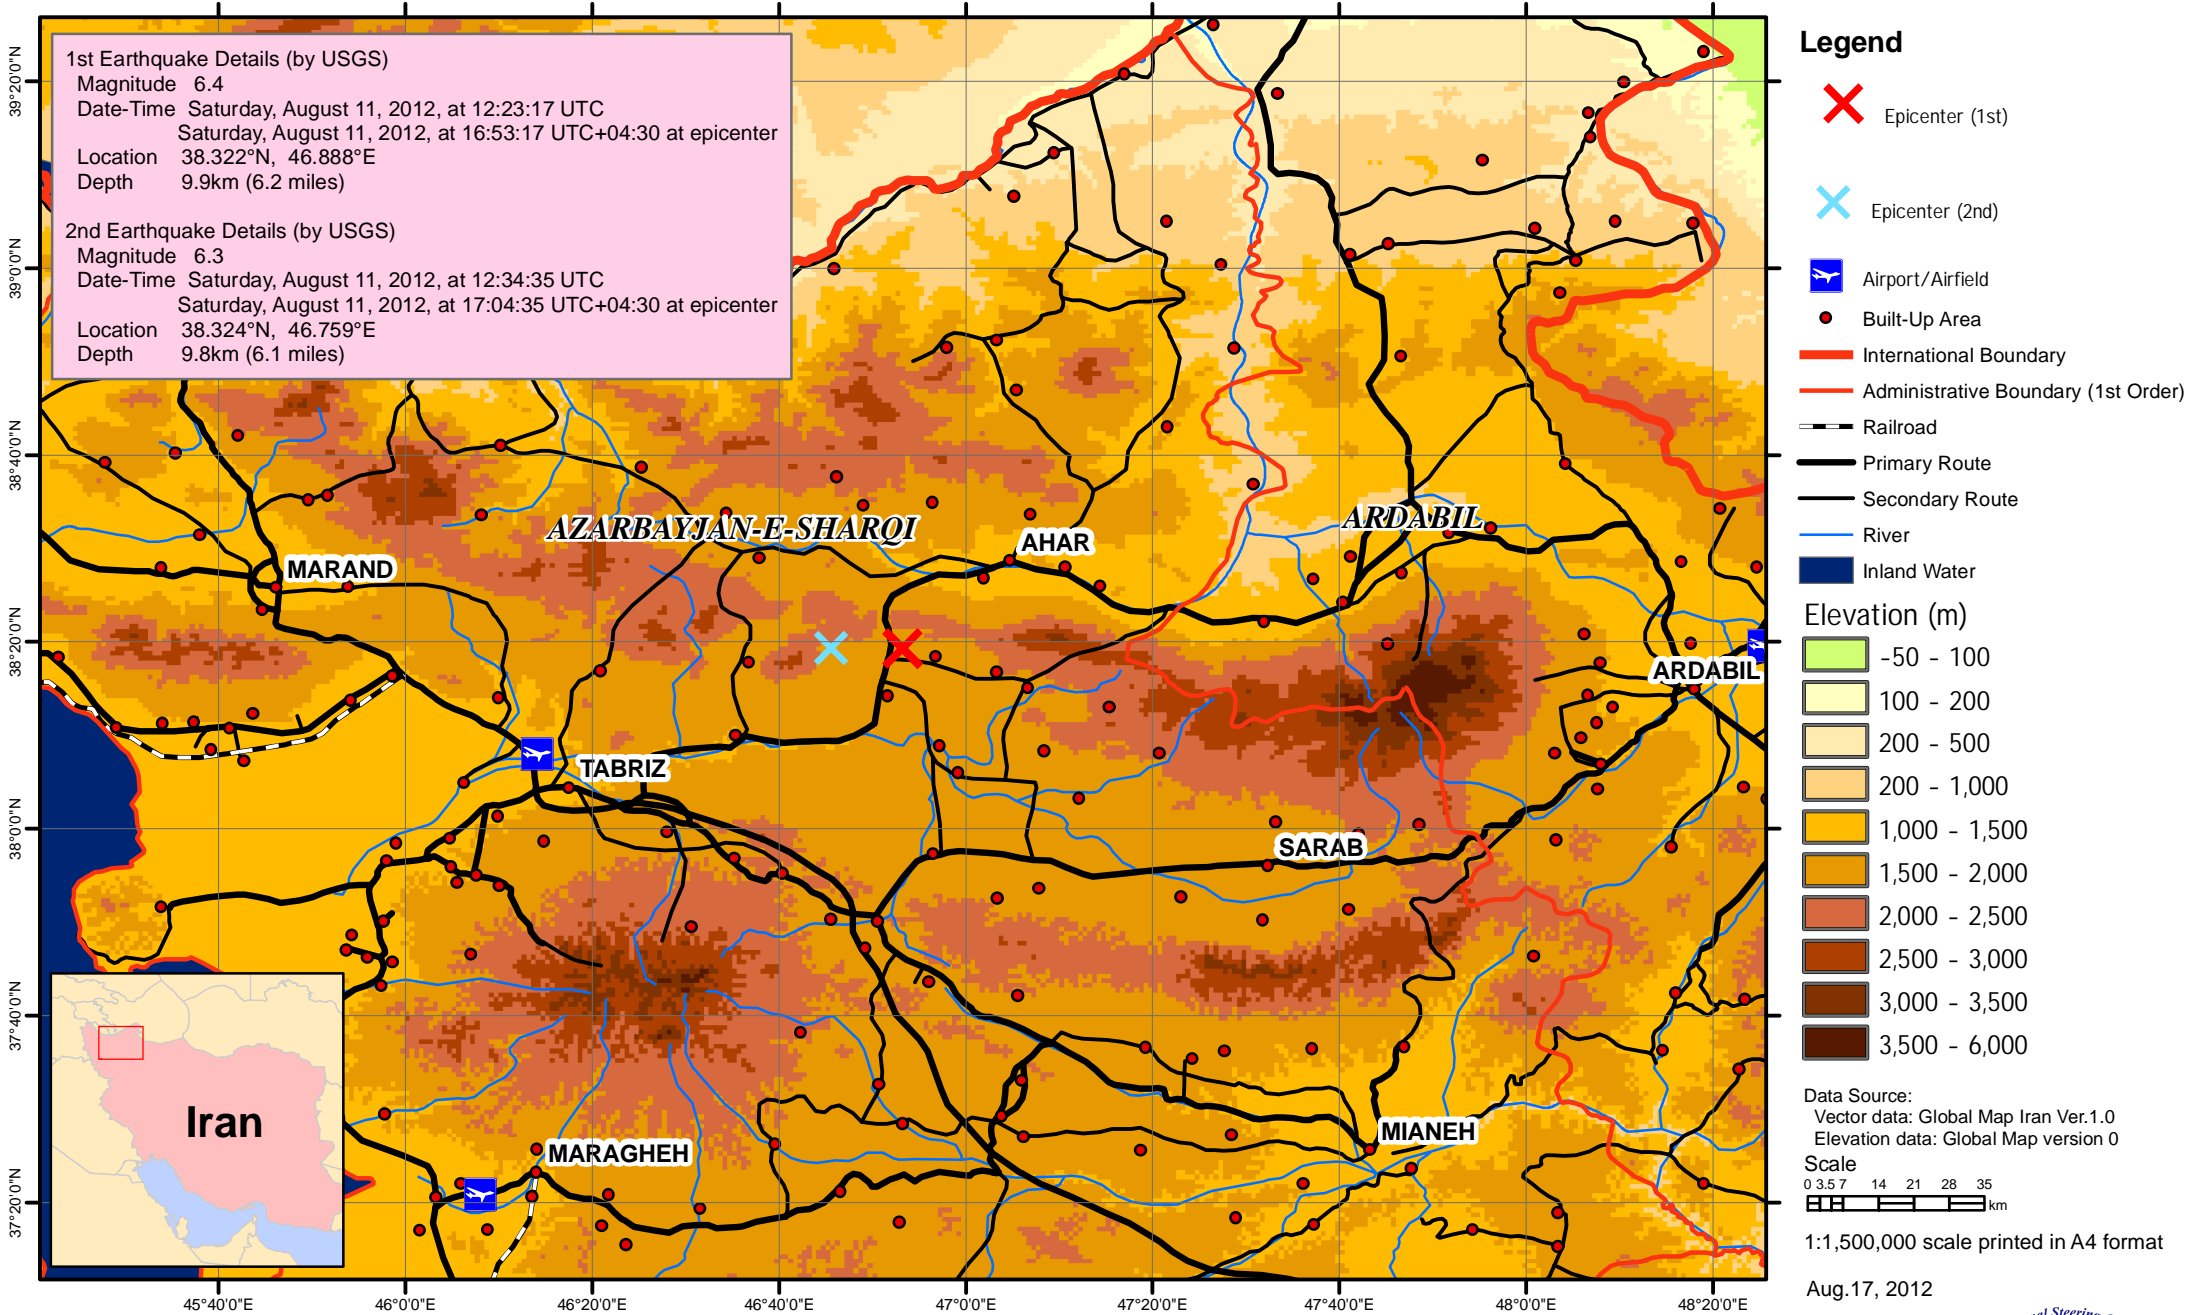 1st Earthquake Details (by USGS)
Magnitude 6.4
Date-Time Saturday, August 11, 2012, at 12:23:17 UTC
Saturday, August 11, 2012, at 16:53:17 UTC+04:30 at epicenter
Location 38.322°N, 46.888°E
Depth 9.9km (6.2 miles)
2nd Earthquake Details (by USGS)
Magnitude 6.3
Date-Time Saturday, August 11, 2012, at 12:34:35 UTC
Saturday, August 11, 2012, at 17:04:35 UTC+04:30 at epicenter
Location 38.324°N, 46.759°E
Depth 9.8km (6.1 miles)
39°20'0"N
39°0'0"N
38°40'0"N
38°20'0"N
38°0'0"N
37°40'0"N
37°20'0"N
AZARBAYJAN-E-SHARQI
ARDABIL
AHAR
MARAND
ARDABIL
TABRIZ
SARAB
MIANEH
MARAGHEH
Iran
45°40'0"E
46°0'0"E
46°20'0"E
46°40'0"E
47°0'0"E
47°20'0"E
47°40'0"E
48°0'0"E
48°20'0"E
Legend
Epicenter (1st)
Epicenter (2nd)
Airport/Airfield
Built-Up Area
International Boundary
Administrative Boundary (1st Order)
Railroad
Primary Route
Secondary Route
River
Inland Water
Elevation (m)
-50 - 100
100 - 200
200 - 500
200 - 1,000
1,000 - 1,500
1,500 - 2,000
2,000 - 2,500
2,500 - 3,000
3,000 - 3,500
3,500 - 6,000
Data Source:
Vector data: Global Map Iran Ver.1.0
Elevation data: Global Map version 0
Scale
0 3.5 7 14 21 28 35
km
1:1,500,000 scale printed in A4 format
Aug.17, 2012
Steering